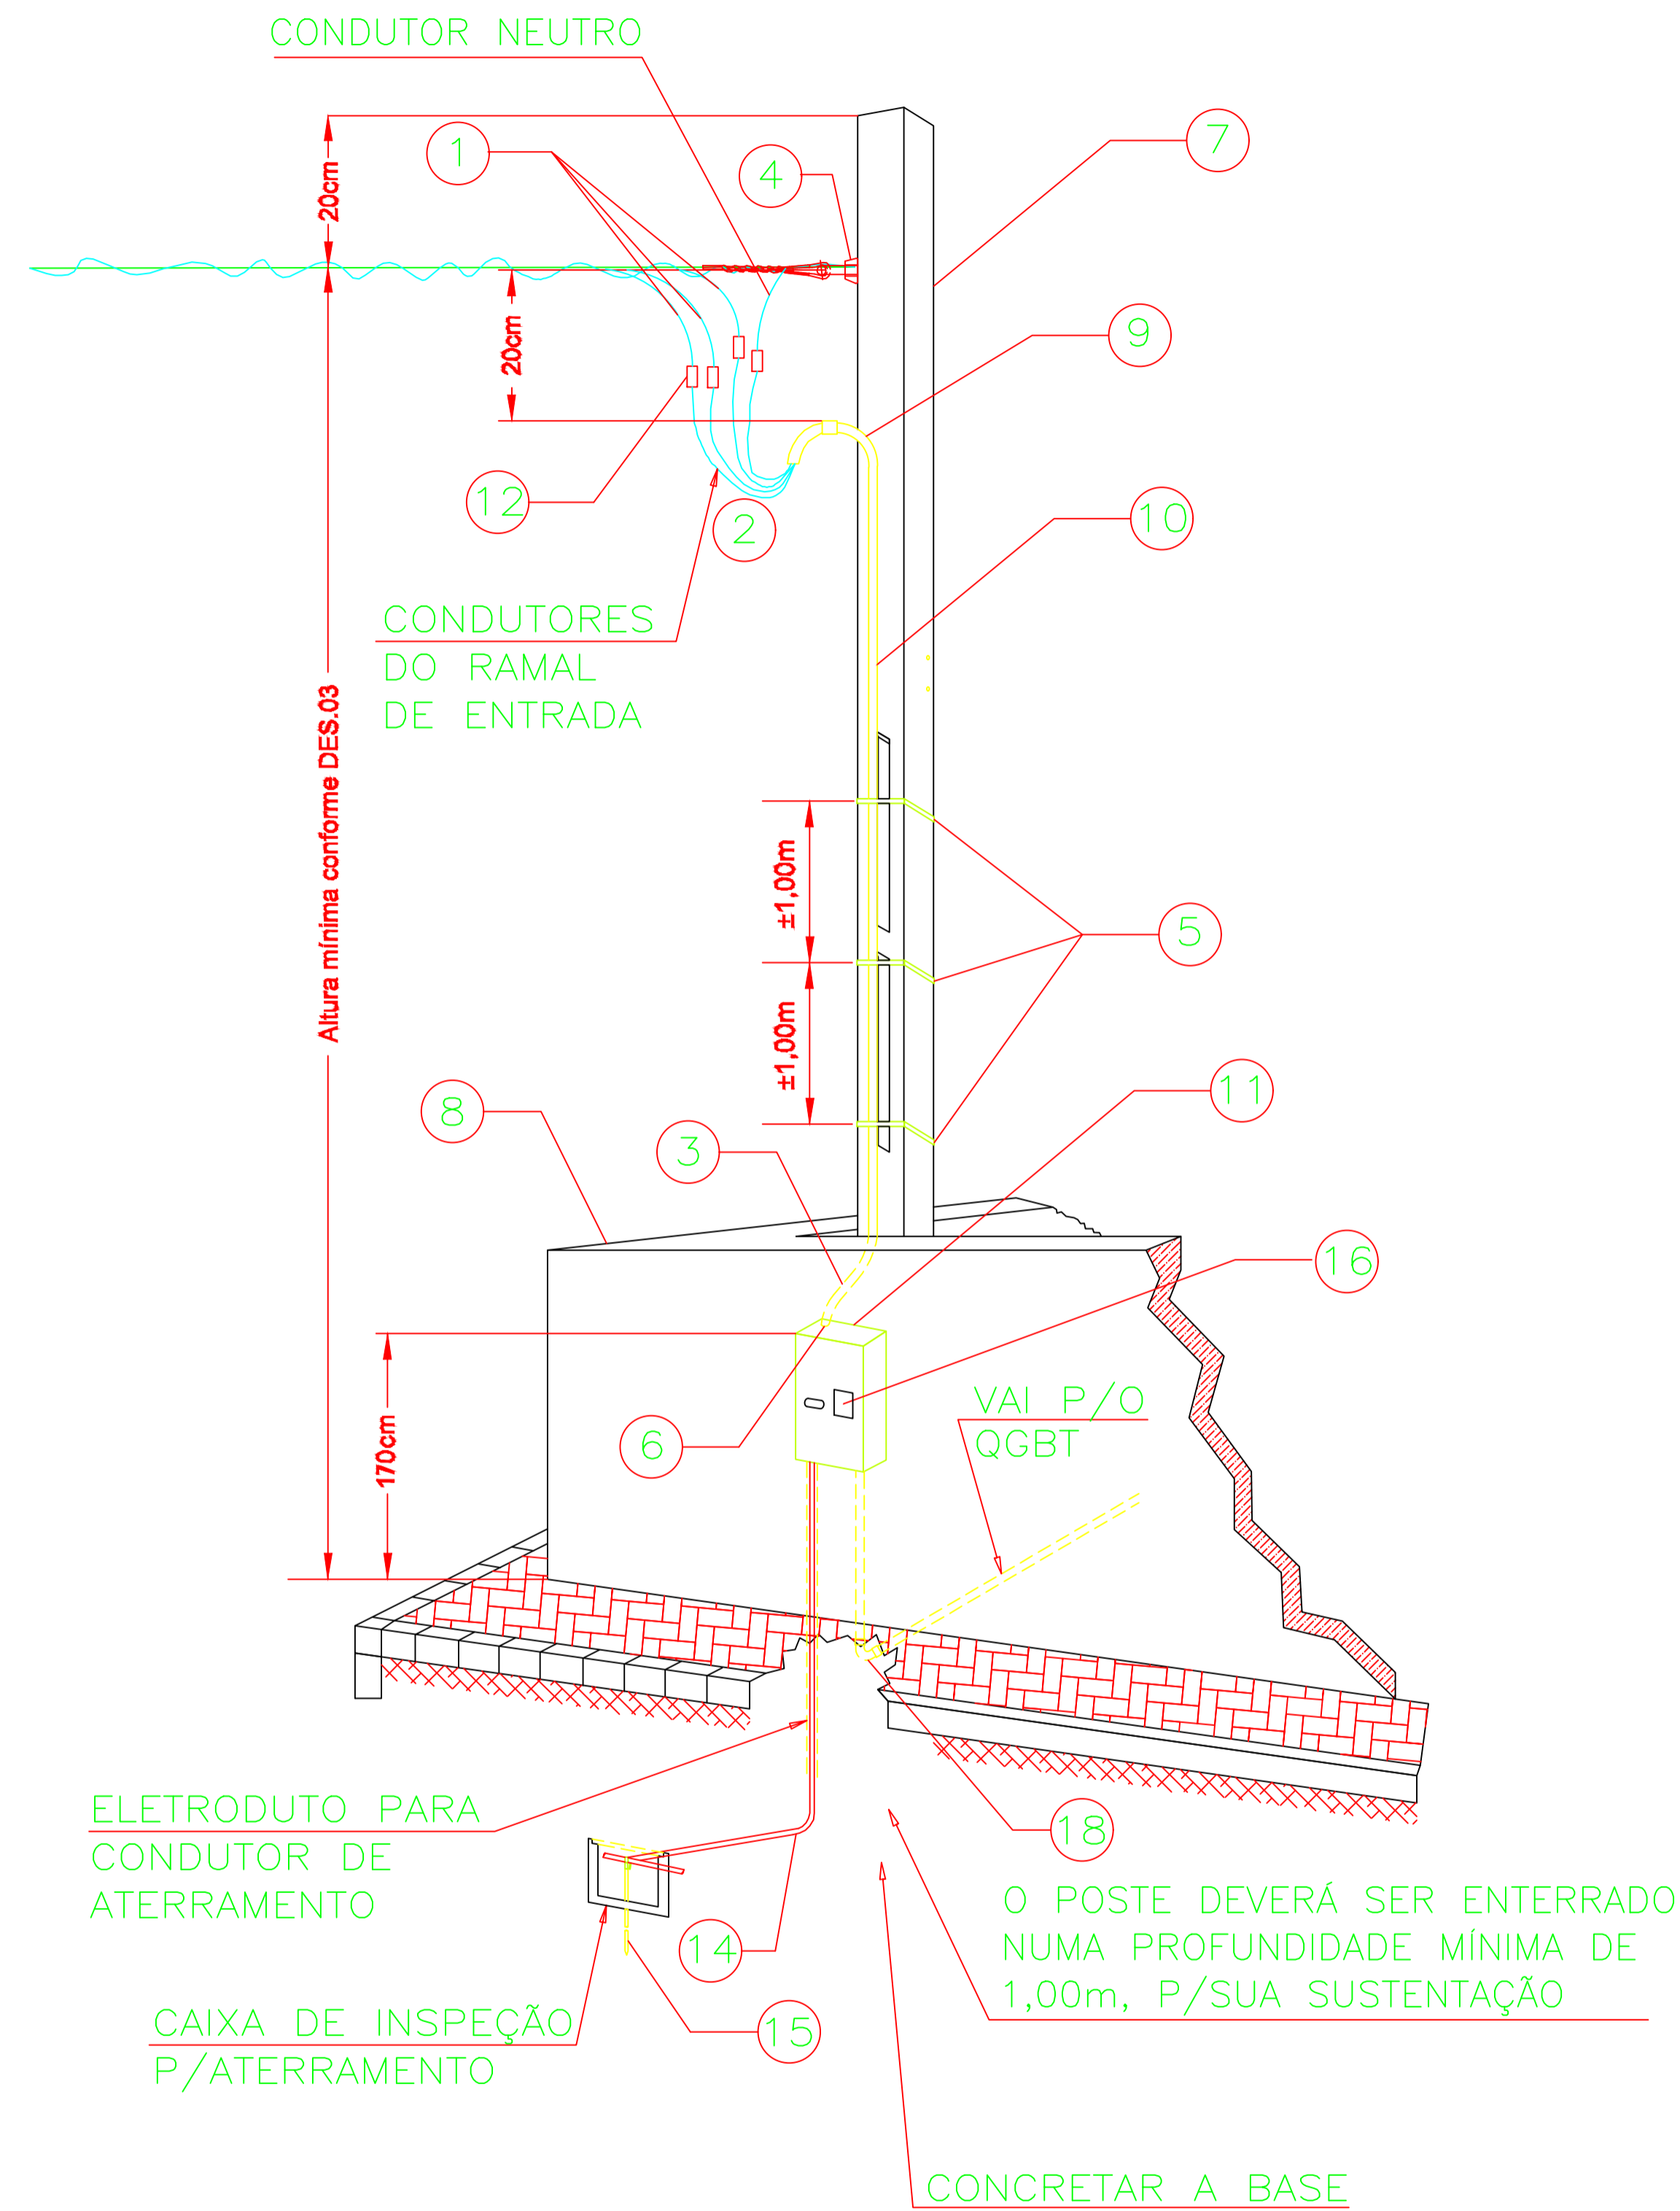 CONDUTOR NEUTRO
1
4
7
20cm
9
20cm
12
2
10
CONDUTORES
DO RAMAL
DE ENTRADA
Altura mínima conforme DES.03
±1,00m
5
±1,00m
11
8
3
16
170cm
6
VAI P/O
QGBT
ELETRODUTO PARA
CONDUTOR DE
ATERRAMENTO
18
O POSTE DEVERÁ SER ENTERRADO
NUMA PROFUNDIDADE MÍNIMA DE
1,00m, P/SUA SUSTENTAÇÃO
14
15
CAIXA DE INSPEÇÃO
P/ATERRAMENTO
CONCRETAR A BASE